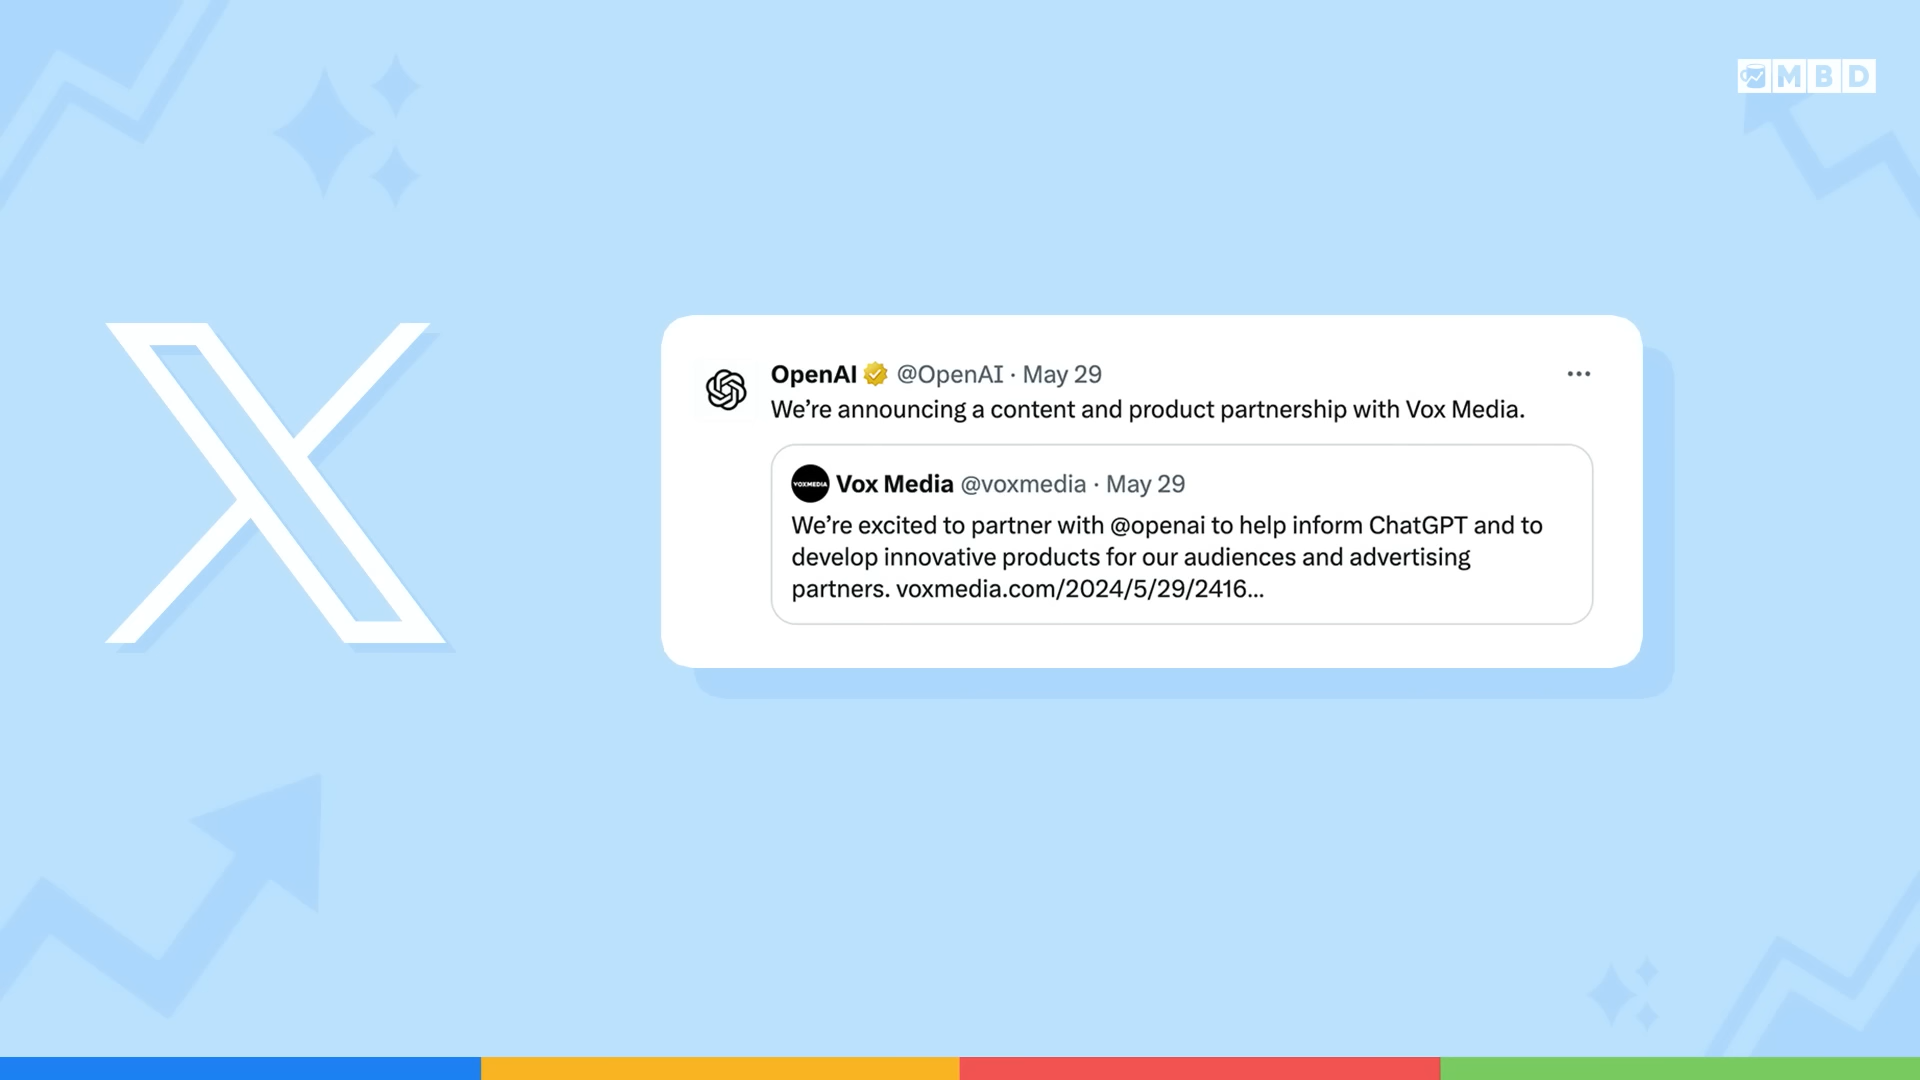 MBD
OpenAI @OpenAI · May 29
We’re announcing a content and product partnership with Vox Media.
VOXMEDIA
Vox Media @voxmedia · May 29
We’re excited to partner with @openai to help inform ChatGPT and to
develop innovative products for our audiences and advertising
partners. voxmedia.com/2024/5/29/2416...